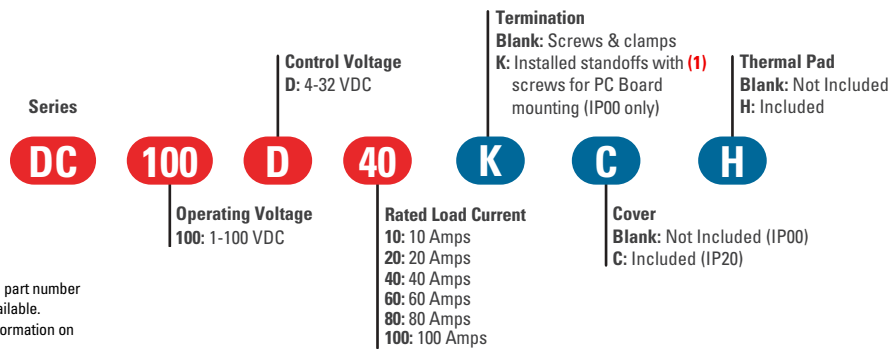 Termination
Blank: Screws & clamps
K: Installed standoffs with (1)
screws for PC Board
mounting (IP00 only)
Control Voltage
D: 4-32 VDC
Thermal Pad
Blank: Not Included
H: Included
Series
DC 100 D 40 K C H
Operating Voltage
100: 1-100 VDC
Rated Load Current
10: 10 Amps
20: 20 Amps
40: 40 Amps
60: 60 Amps
80: 80 Amps
100: 100 Amps
Cover
Blank: Not Included (IP00)
C: Included (IP20)
part number
ailable.
ormation on